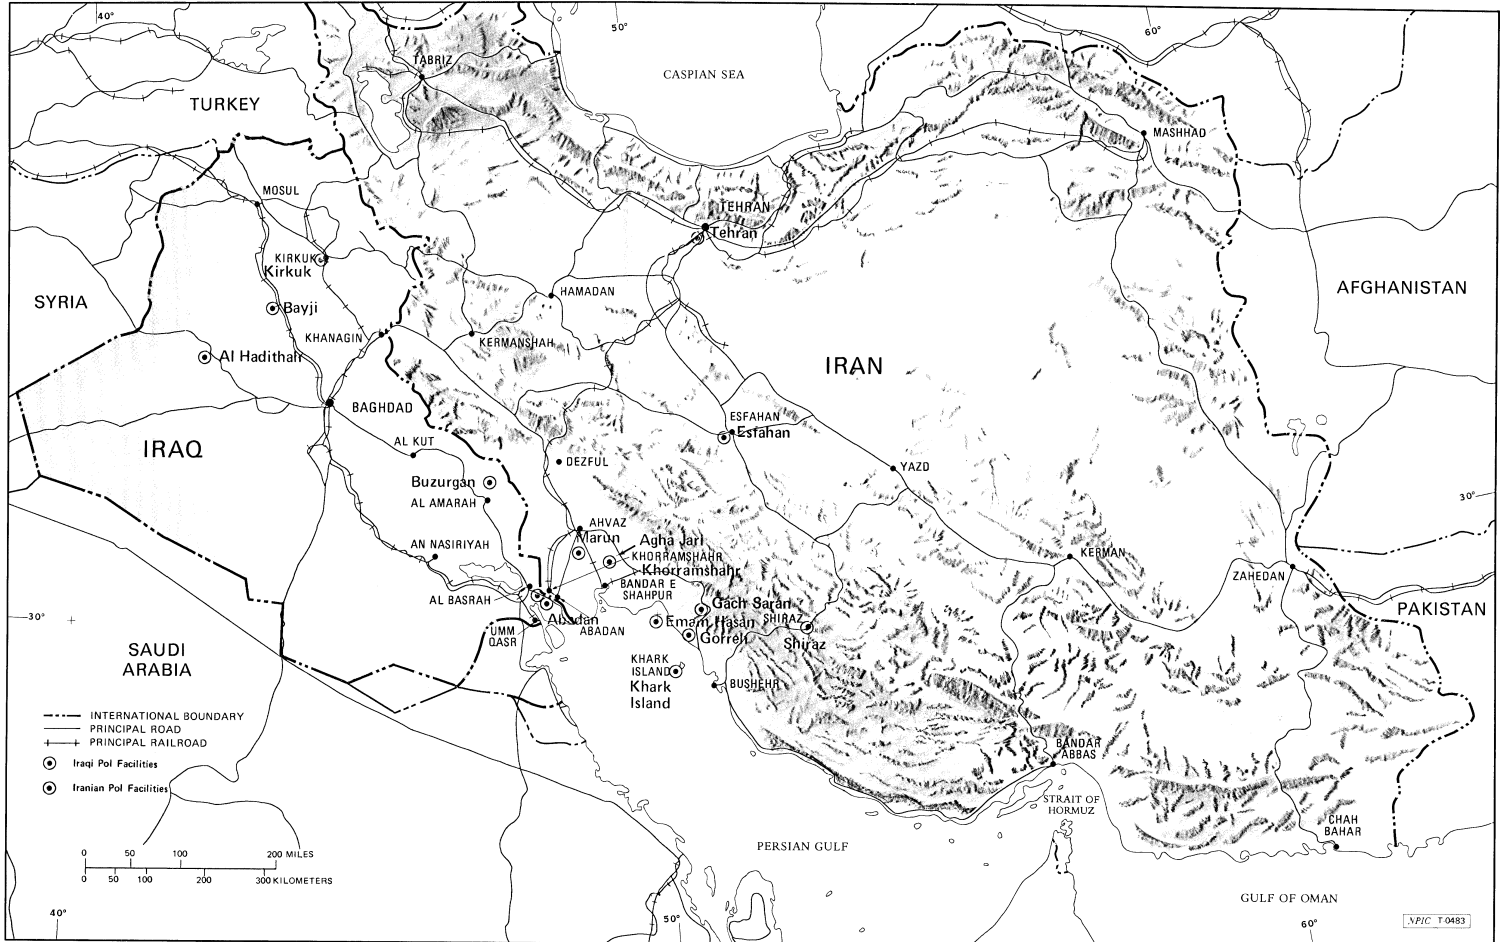 40°
50°
60°
TABRIZ
CASPIAN SEA
TURKEY
MASHHAD
MOSUL
TEHRAN
Tehran
KIRKUK
Kirkuk
SYRIA
Bayji
HAMADAN
AFGHANISTAN
KHANAGIN
KERMANSHAH
Al Hadithah
IRAN
BAGHDAD
ESFAHAN
Esfahan
IRAQ
AL KUT
DEZFUL
YAZD
Buzurgan
AL AMARAH
30°
AHVAZ
Marun
Agha Jari
AN NASIRIYAH
KHORRAMSHAHR
Khorramshahr
KERMAN
BANDAR E
SHAHPUR
ZAHEDAN
AL BASRAH
Gach Saran
PAKISTAN
30°
Abadan
ABADAN
Emam Hasan
SHIRAZ
UMM
QASR
Gorreh
Shiraz
SAUDI
ARABIA
KHARK
ISLAND
Khark
Island
BUSHEHR
INTERNATIONAL BOUNDARY
PRINCIPAL ROAD
PRINCIPAL RAILROAD
Iraqi Pol Facilities
Iranian Pol Facilities
BANDAR
ABBAS
STRAIT OF
HORMUZ
CHAH
BAHAR
PERSIAN GULF
0 50 100 200 MILES
0 50 100 200 300 KILOMETERS
GULF OF OMAN
40°
50°
60°
NPIC T-0483